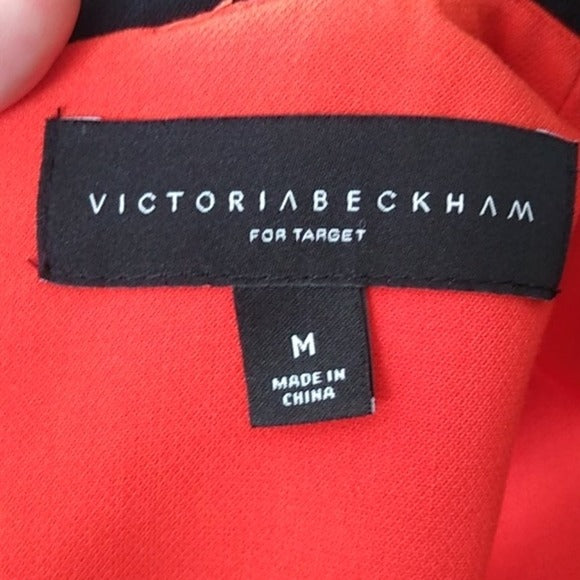 VICTORIABECKHAM
FOR TARGET
M
MADE IN
CHINA